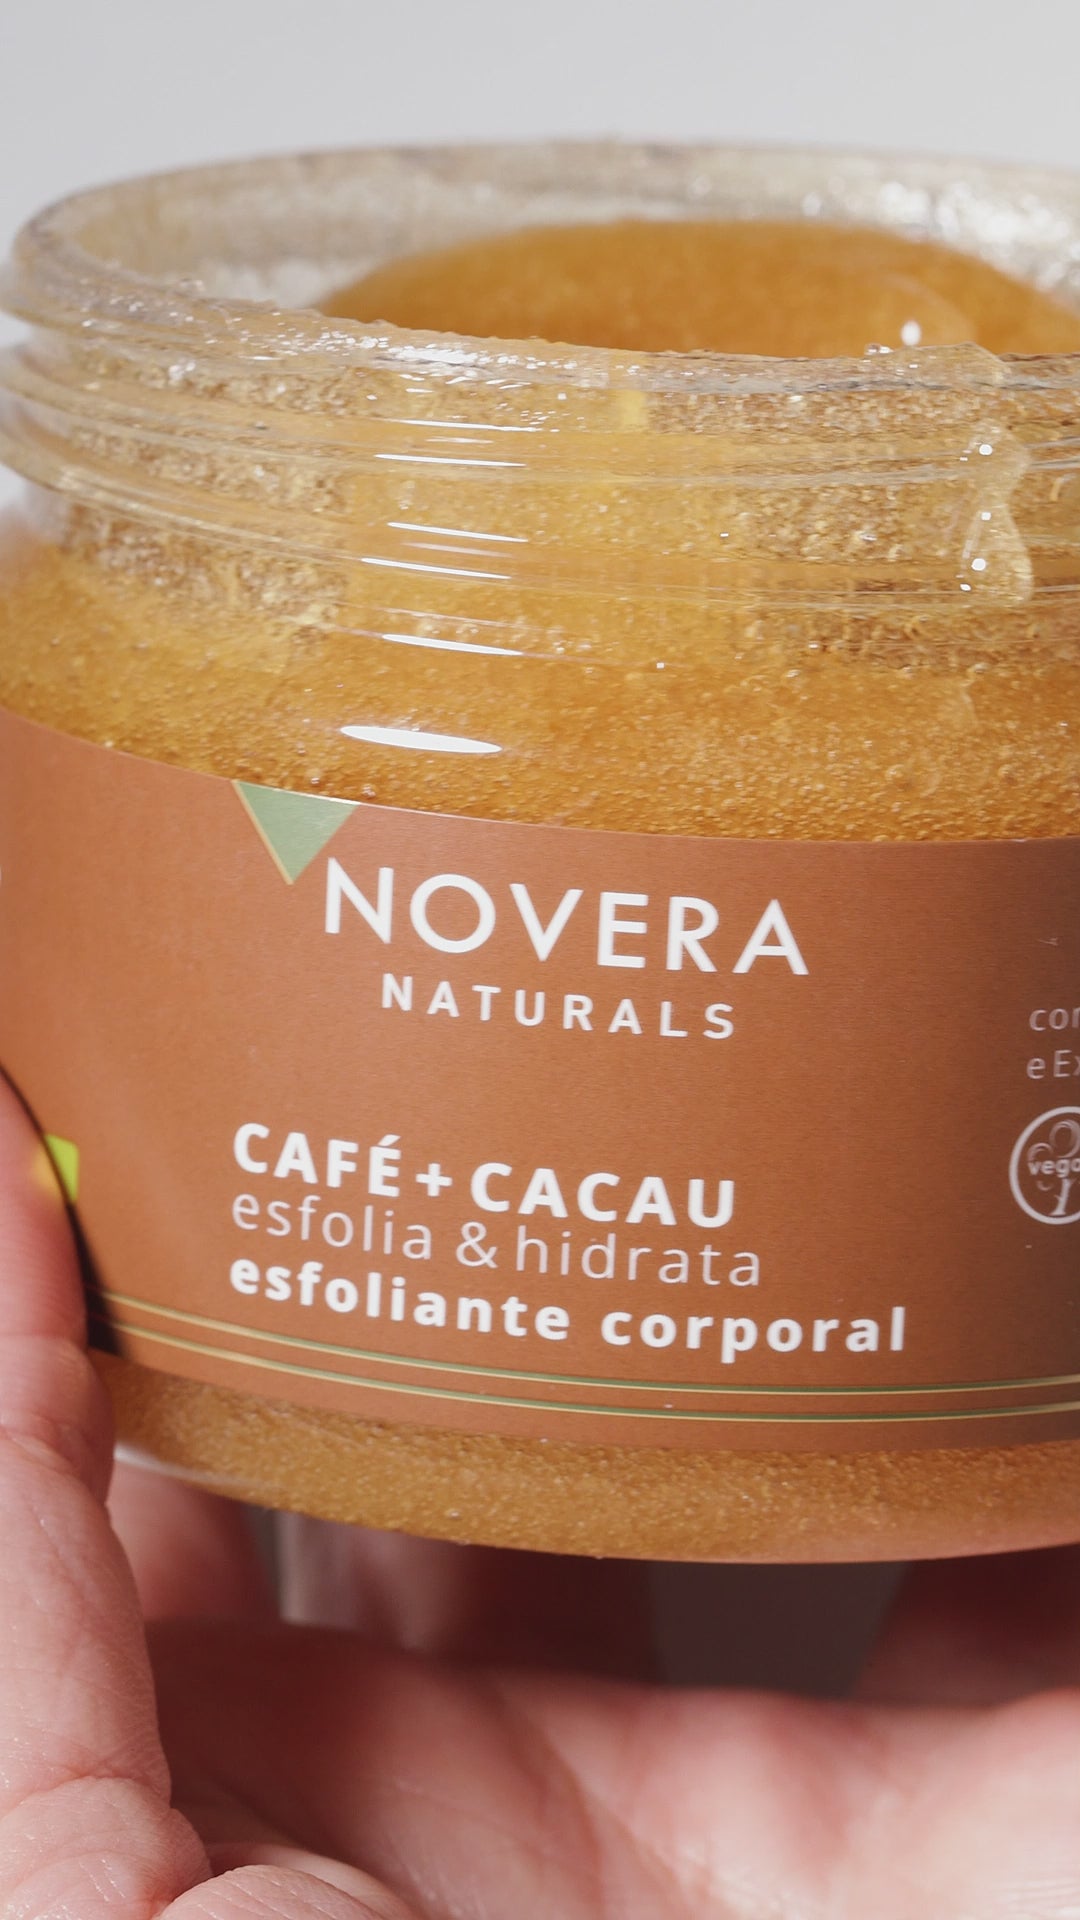 NOVERA
NATURALS
CAFÉ + CACAU
esfolia & hidrata
esfoliante corporal
e